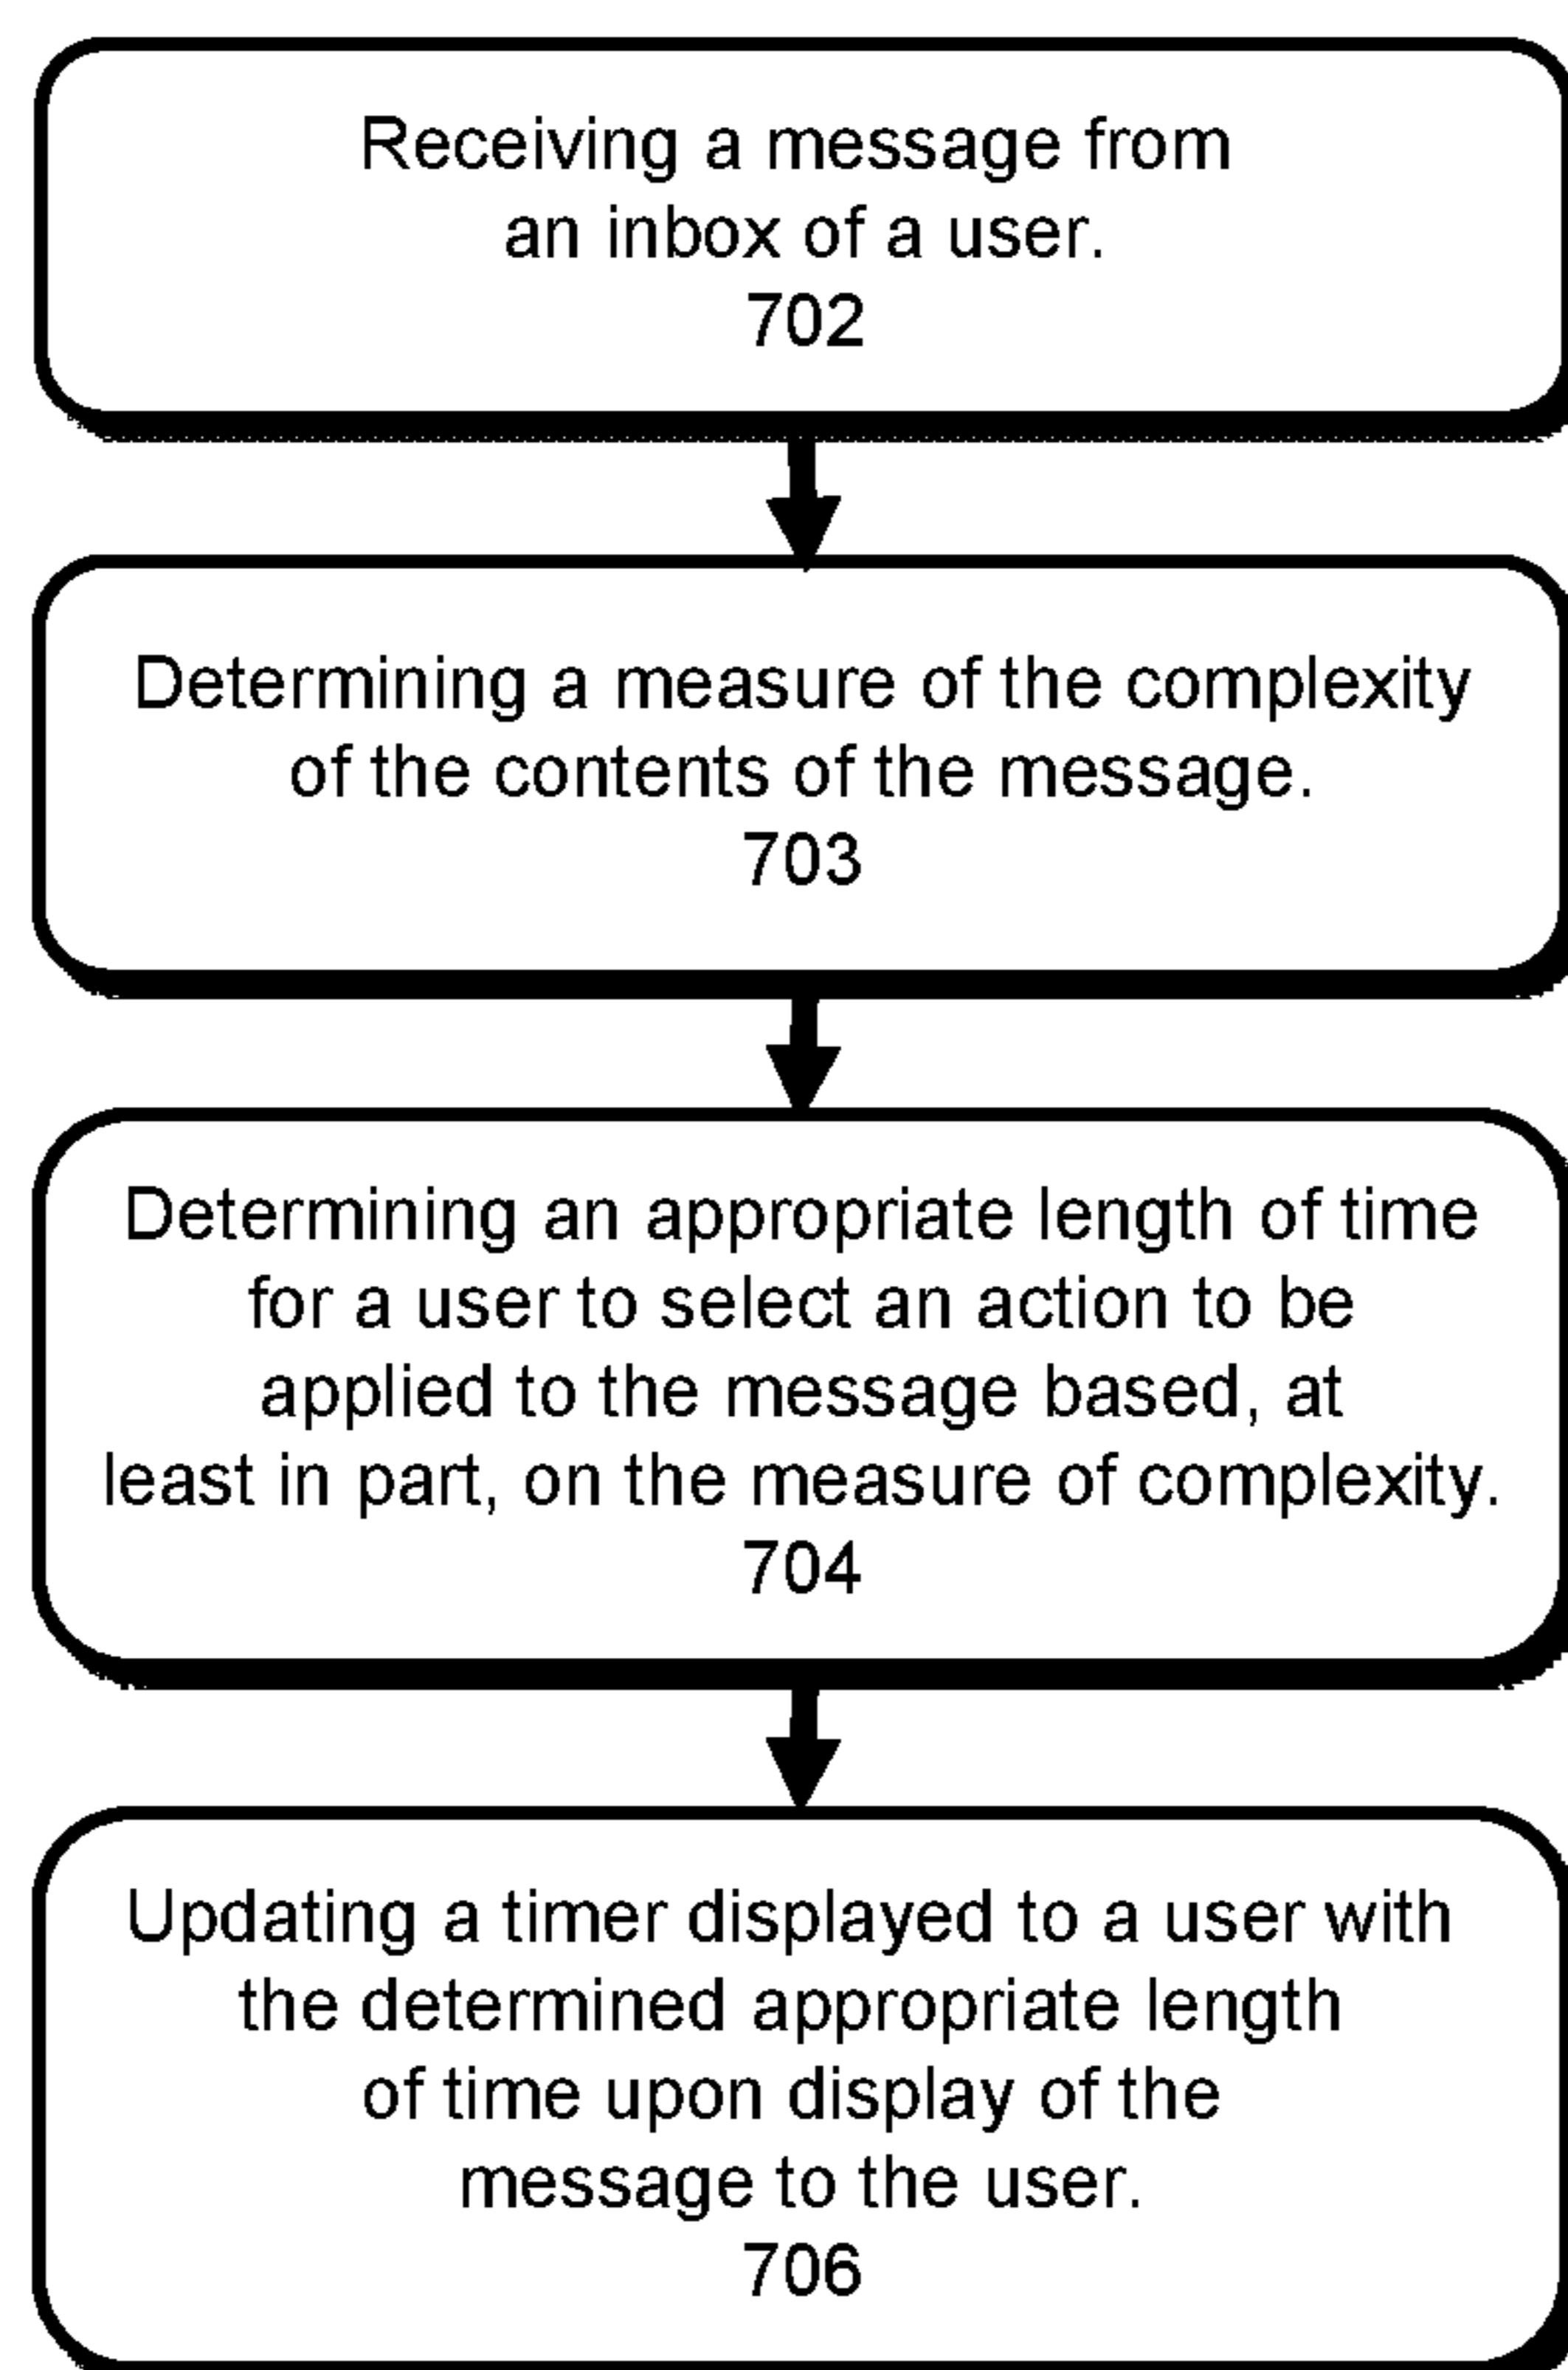 Receiving a message from
an inbox of a user.
702
Determining a measure of the complexity
of the contents of the message.
703
Determining an appropriate length of time
for a user to select an action to be
applied to the message based, at
least in part, on the measure of complexity.
704
Updating a timer displayed to a user with
the determined appropriate length
of time upon display of the
message to the user.
706